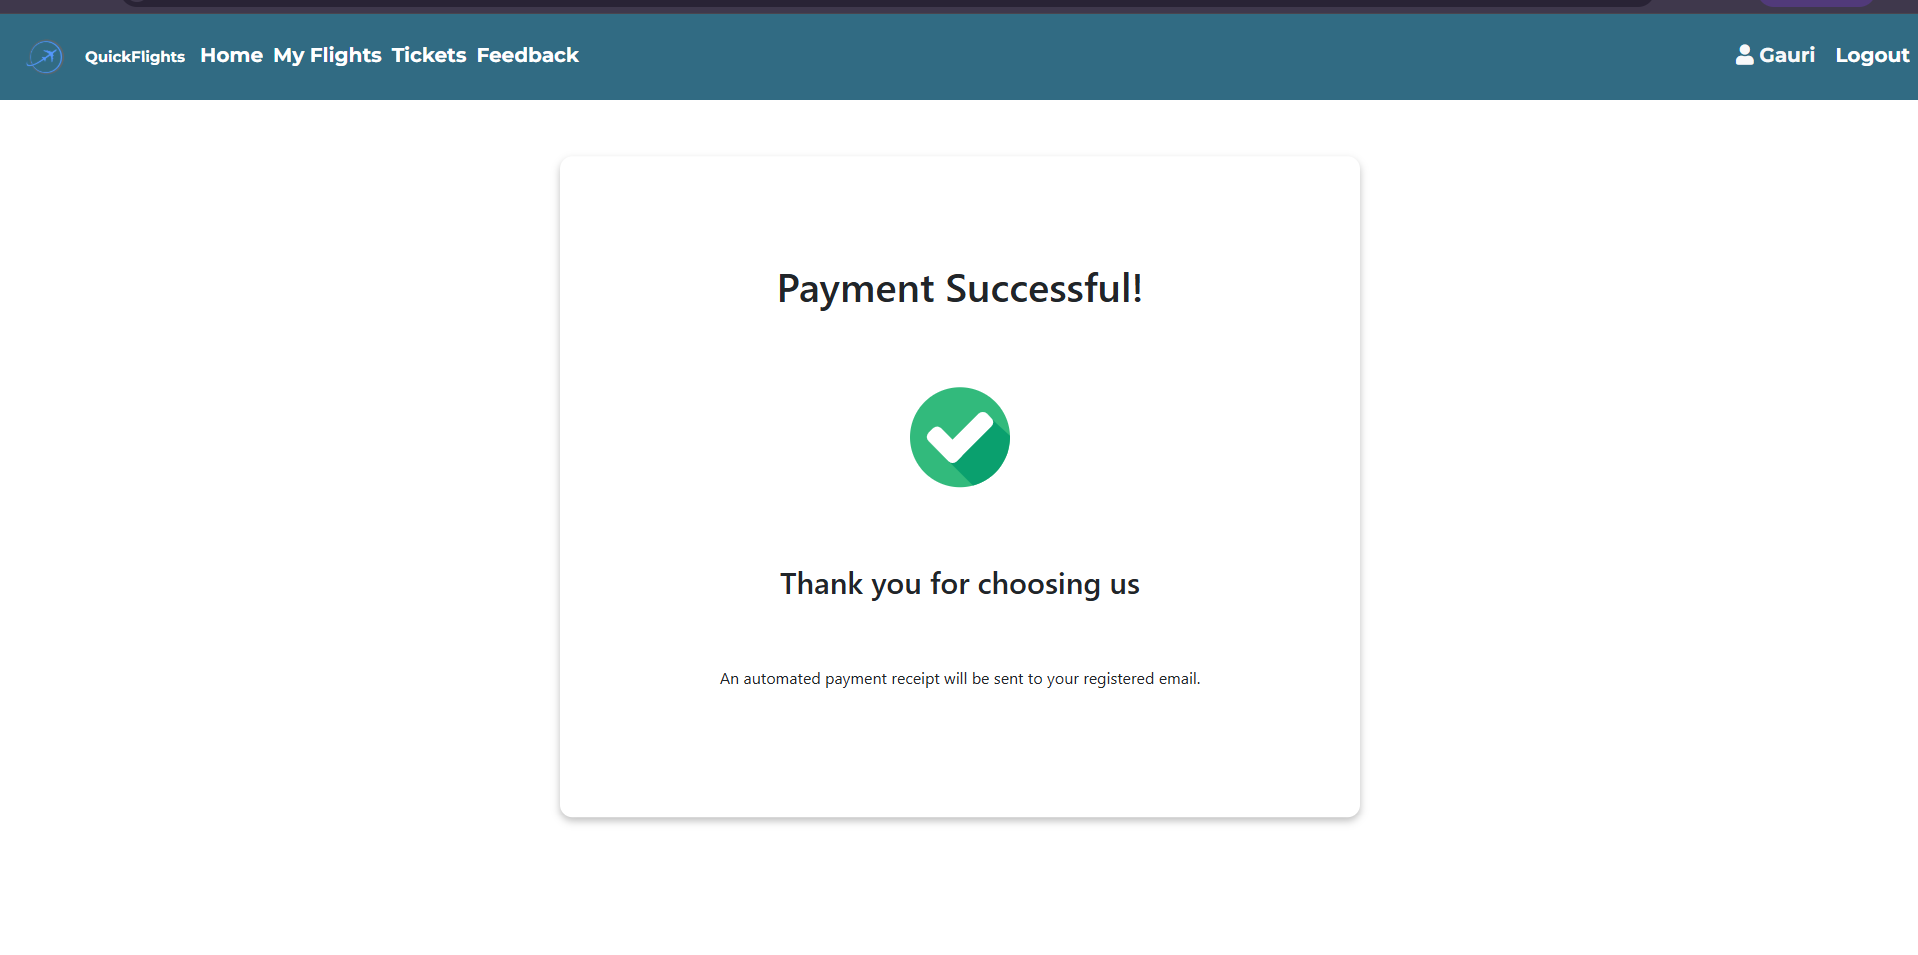 QuickFlights Home My Flights Tickets Feedback Gauri Logout
Payment Successful!
Thank you for choosing us
An automated payment receipt will be sent to your registered email.